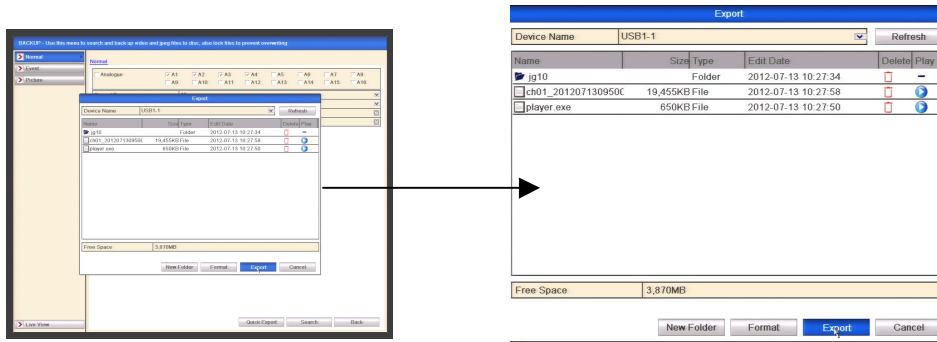 BACKUP - Use this menu to search and back up video and jpeg files to disc, also lock files to prevent overwriting
Normal
Event
Picture
Live View
Normal
Analogue A1 A2 A3 A4 A5 A6 A7 A8
A9 A10 A11 A12 A13 A14 A15 A16
Export
Device Name USB1-1 Refresh
Name Size Type Edit Date Delete Play
jg10 Folder 2012-07-13 10:27:34
ch01_2012071309500 19,455KB File 2012-07-13 10:27:58
player.exe 650KB File 2012-07-13 10:27:50
Free Space 3,870MB
New Folder Format Export Cancel
Quick Export Search Back
Export
Device Name USB1-1 Refresh
Name Size Type Edit Date Delete Play
jg10 Folder 2012-07-13 10:27:34
ch01_2012071309500 19,455KB File 2012-07-13 10:27:58
player.exe 650KB File 2012-07-13 10:27:50
Free Space 3,870MB
New Folder Format Export Cancel